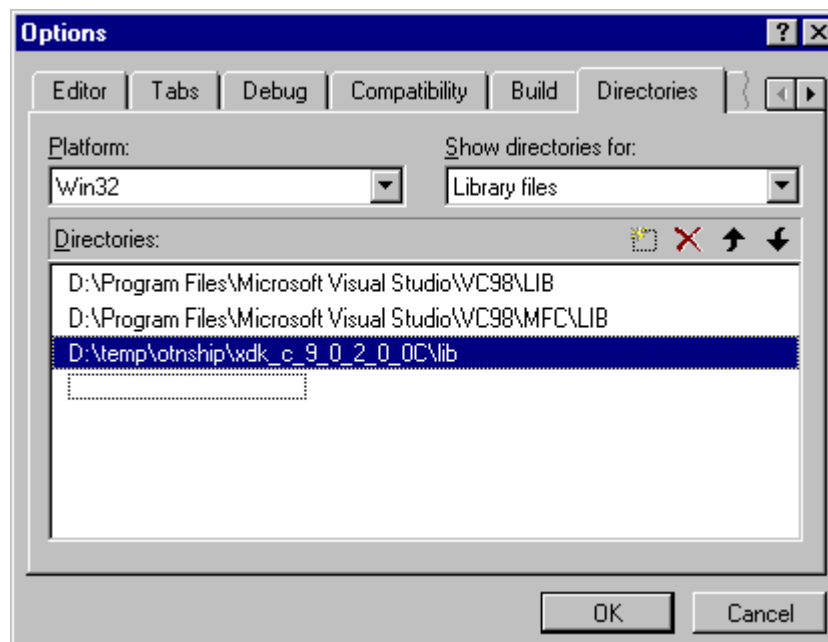 Options
Editor Tabs Debug Compatibility Build Directories
Platform: Show directories for:
Win32 Library files
Directories:
D:\Program Files\Microsoft Visual Studio\VC98\LIB
D:\Program Files\Microsoft Visual Studio\VC98\MFC\LIB
D:\temp\otnship\xdk_c_9_0_2_0_0C\lib
OK Cancel